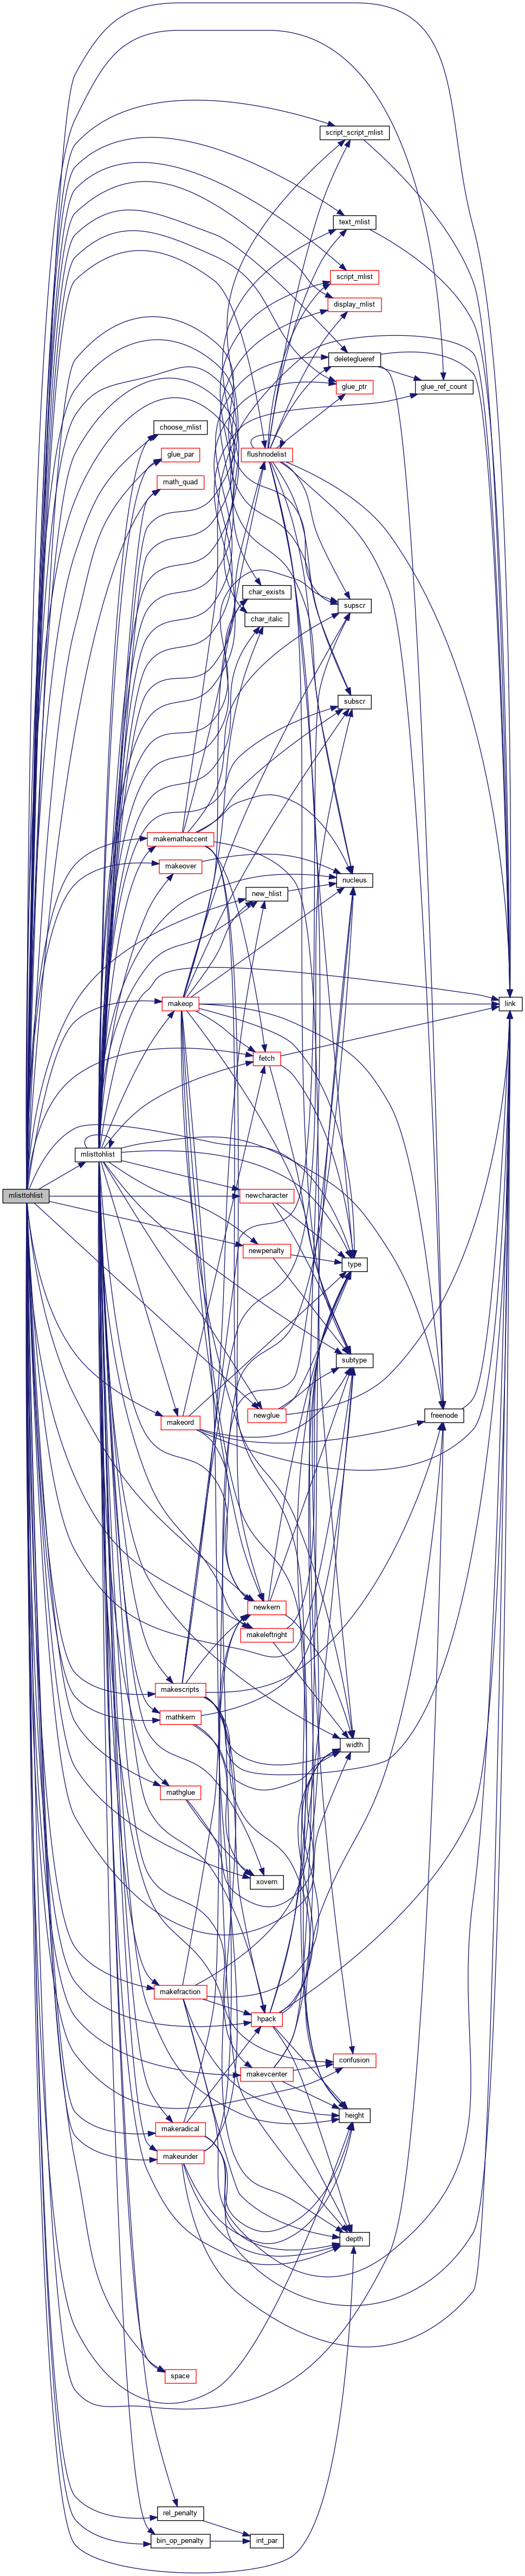 script_script_mlist
text_mlist
script_mlist
display_mlist
deleteglueref
glue_ptr
glue_ref_count
choose_mlist
glue_par
flushnodelist
math_quad
char_exists
supscr
char_italic
subscr
makemathaccent
makeover
nucleus
new_hlist
makeop
link
fetch
mlisttohlist
mlisttohlist
newcharacter
newpenalty
type
subtype
newglue
freenode
makeord
newkern
makeleftright
makescripts
mathkern
width
mathglue
xovern
makefraction
hpack
confusion
makevcenter
height
makeradical
makeunder
depth
space
rel_penalty
bin_op_penalty
int_par